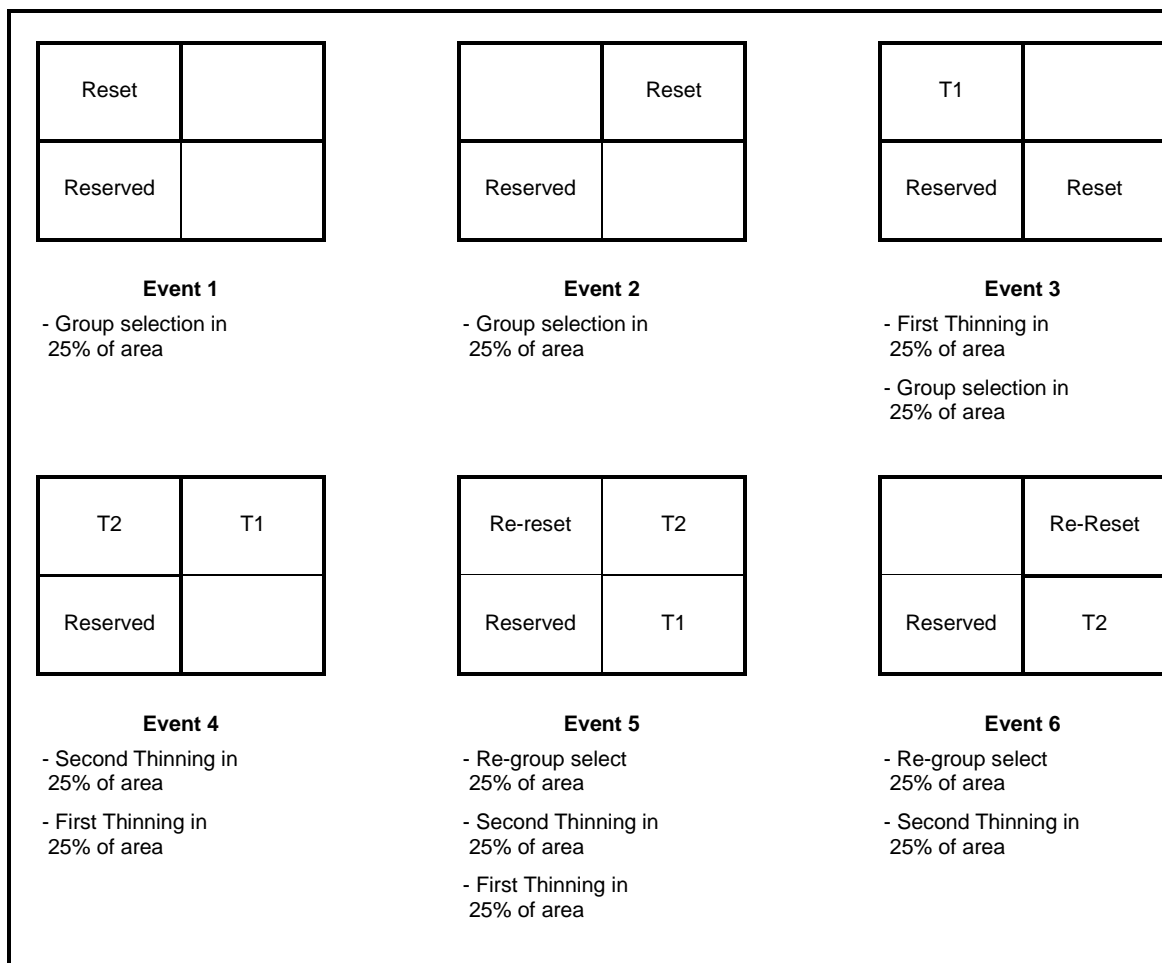 Reset
Reserved
Event 1
- Group selection in
25% of area
Reset
Reserved
Event 2
- Group selection in
25% of area
T1
Reserved Reset
Event 3
- First Thinning in
25% of area
- Group selection in
25% of area
T2 T1
Reserved
Event 4
- Second Thinning in
25% of area
- First Thinning in
25% of area
Re-reset T2
Reserved T1
Event 5
- Re-group select
25% of area
- Second Thinning in
25% of area
- First Thinning in
25% of area
Re-Reset
Reserved T2
Event 6
- Re-group select
25% of area
- Second Thinning in
25% of area